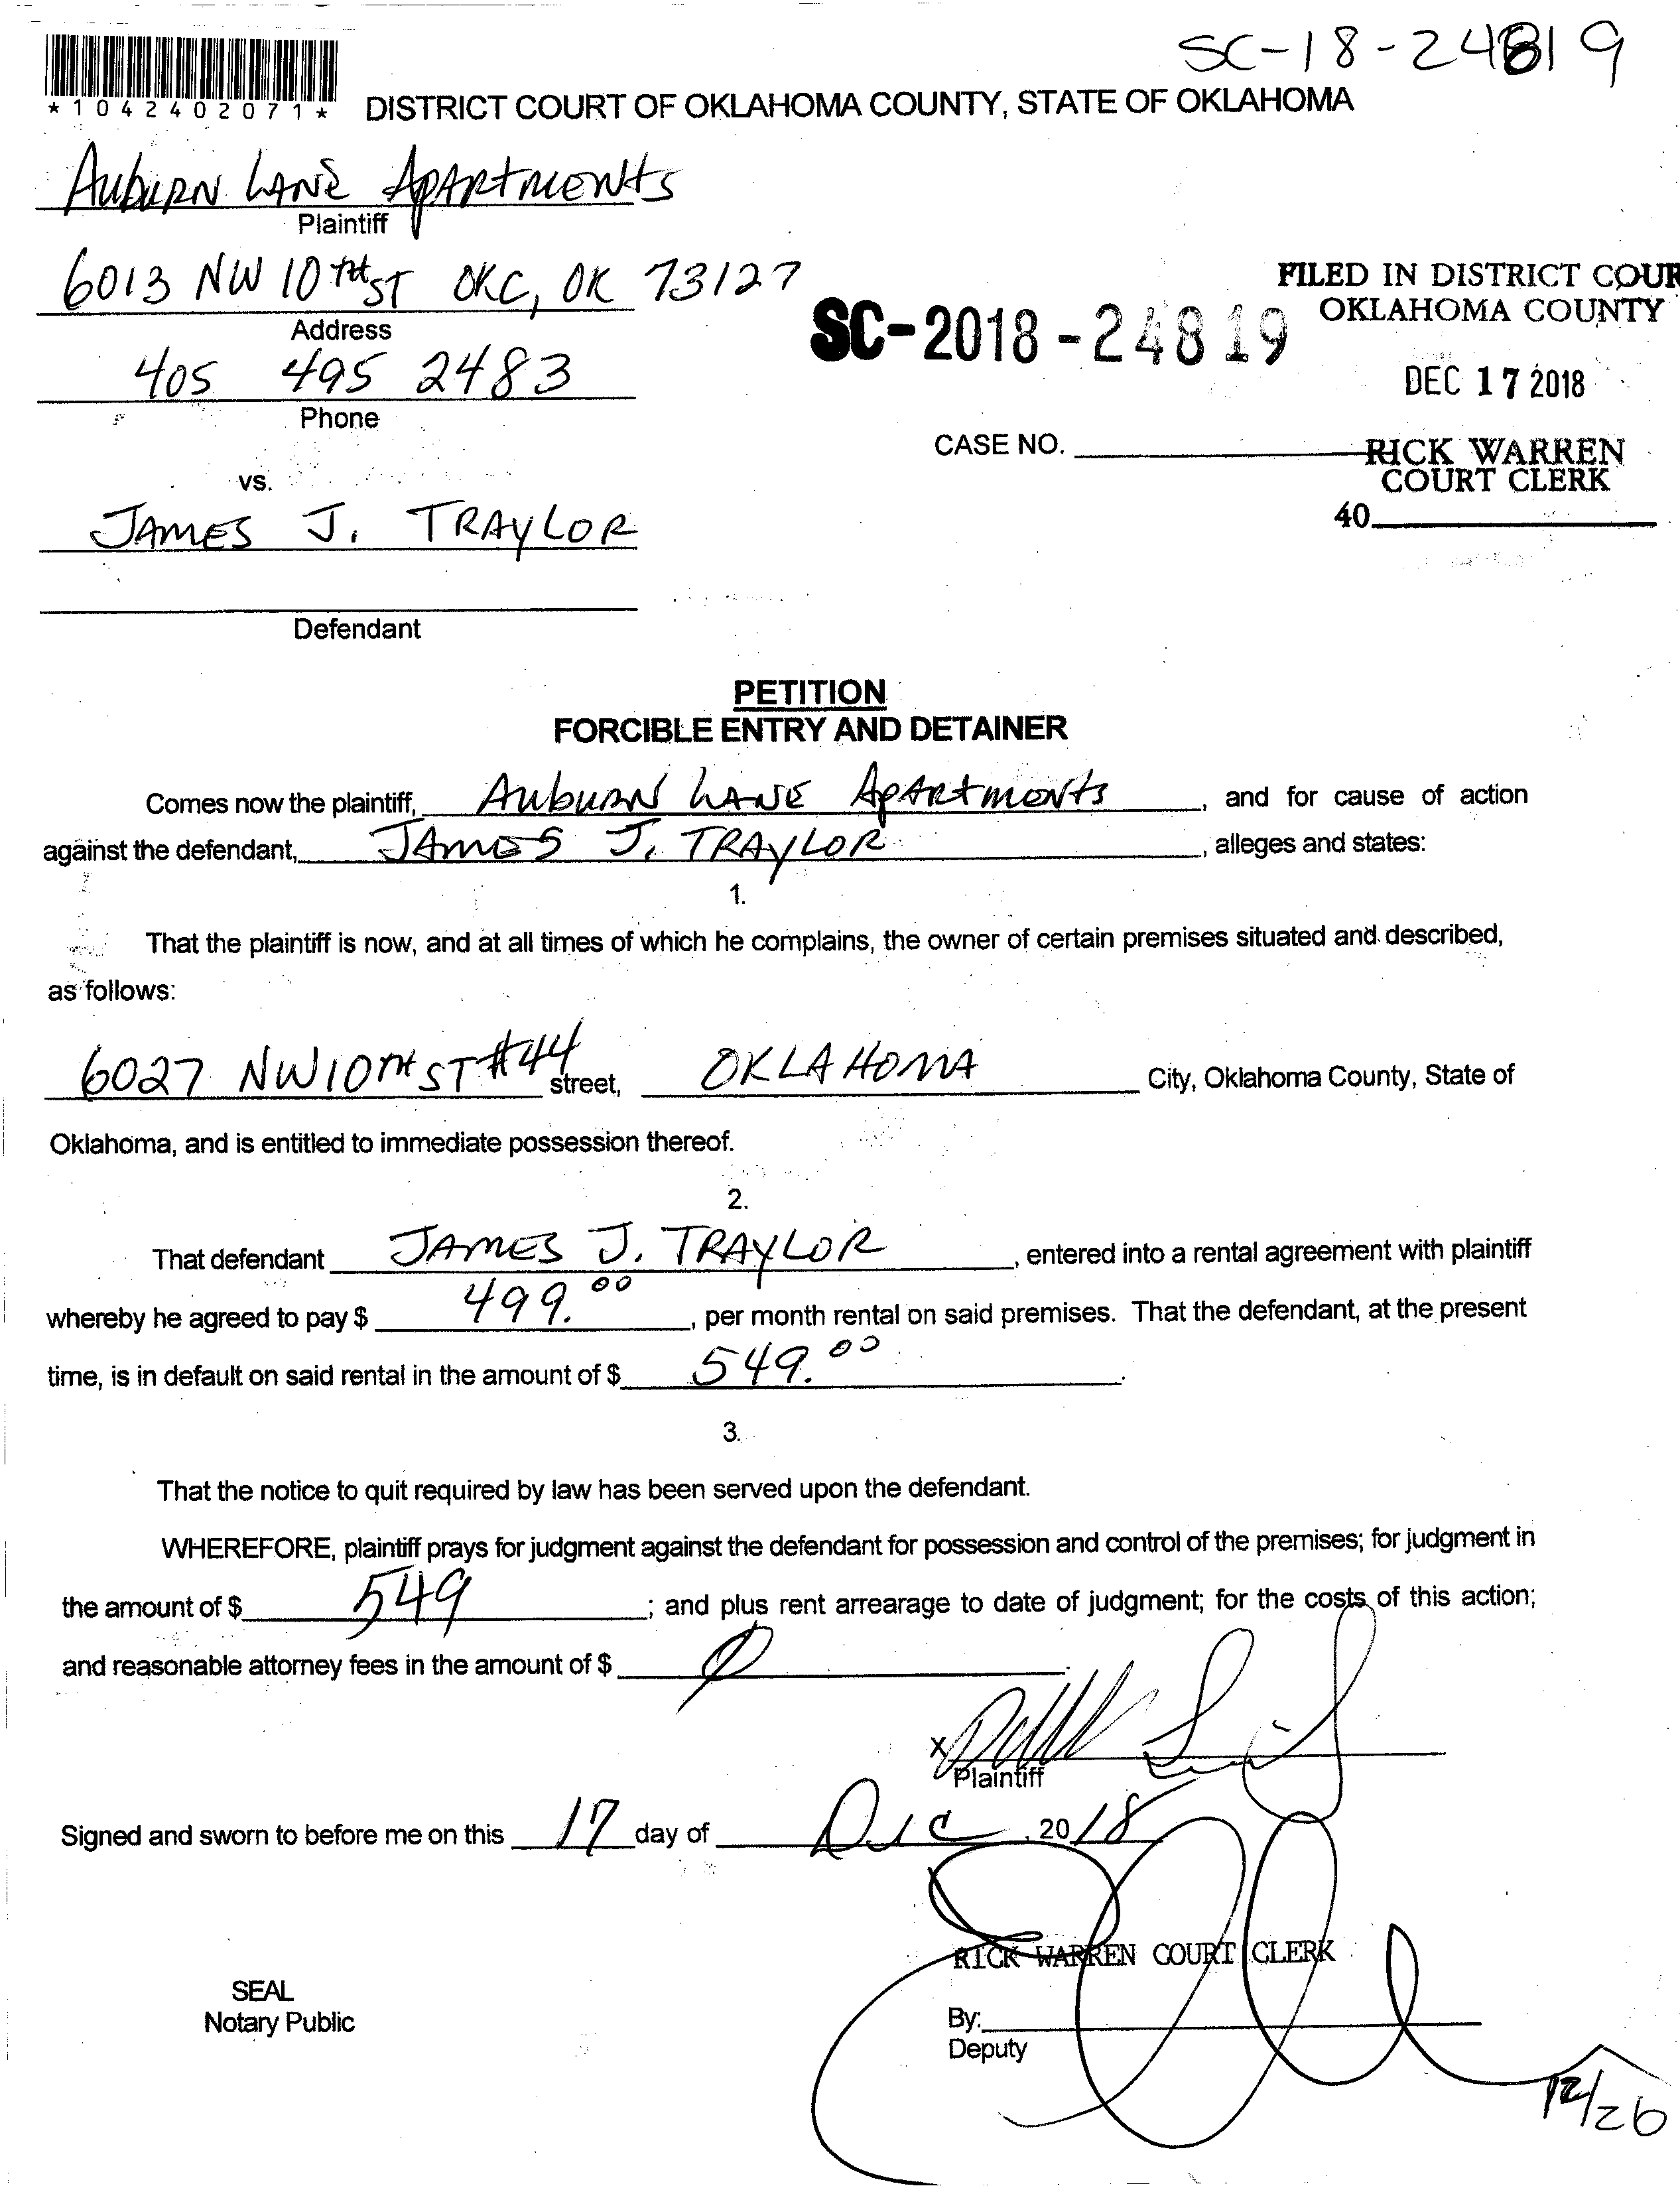 SC-18-24819
*1042402071*
DISTRICT COURT OF OKLAHOMA COUNTY, STATE OF OKLAHOMA
AUBURN LANE APARTMENTS
Plaintiff
6013 NW 10TH ST OKC, OK 73127
Address
405 495 2483
Phone
FILED IN DISTRICT COUR
OKLAHOMA COUNTY
SC-2018-24819
DEC 17 2018
CASE NO.
RICK WARREN
COURT CLERK
40
vs.
JAMES J. TRAYLOR
Defendant
PETITION
FORCIBLE ENTRY AND DETAINER
Comes now the plaintiff, AUBURN LANE APARTMENTS, and for cause of action
against the defendant, JAMES J. TRAYLOR, alleges and states:
1.
That the plaintiff is now, and at all times of which he complains, the owner of certain premises situated and described,
as follows:
6027 NW 10TH ST #44 street, OKLAHOMA City, Oklahoma County, State of
Oklahoma, and is entitled to immediate possession thereof.
2.
That defendant JAMES J. TRAYLOR, entered into a rental agreement with plaintiff
whereby he agreed to pay $ 499.00, per month rental on said premises. That the defendant, at the present
time, is in default on said rental in the amount of $ 549.00.
3.
That the notice to quit required by law has been served upon the defendant.
WHEREFORE, plaintiff prays for judgment against the defendant for possession and control of the premises; for judgment in
the amount of $ 549; and plus rent arrearage to date of judgment; for the costs of this action;
and reasonable attorney fees in the amount of $ 0.
X
Plaintiff
Signed and sworn to before me on this 17 day of Dec, 2018
RICK WARREN COURT CLERK
SEAL
Notary Public
By:
Deputy
12/26